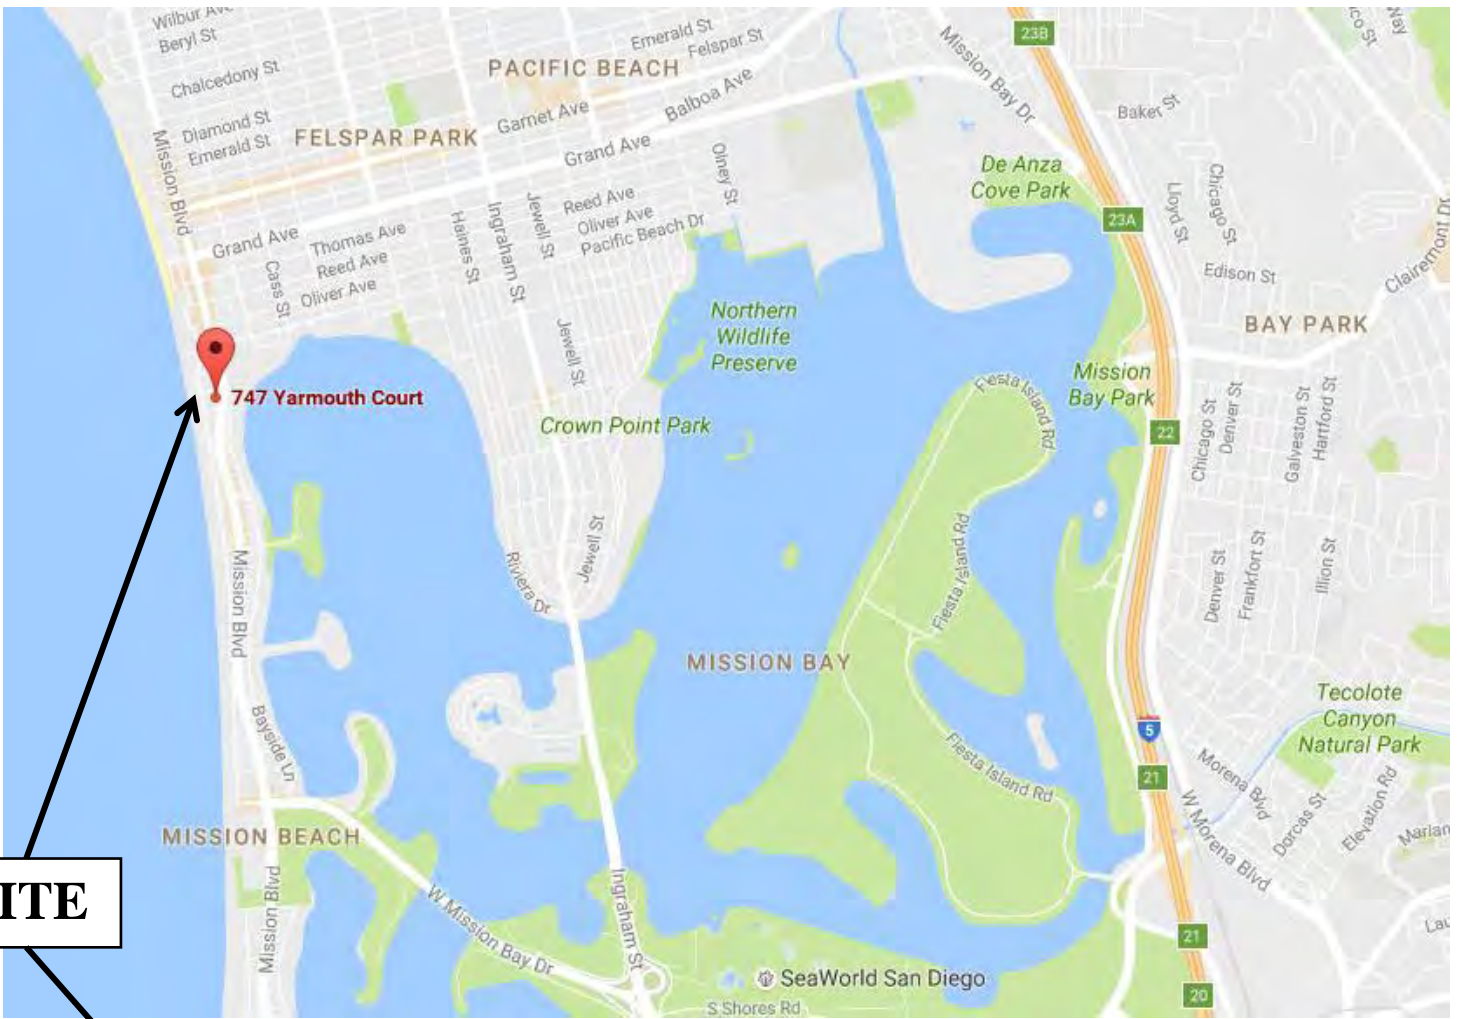 Wilbur Ave
Beryl St
Chalcedony St
Diamond St
Emerald St
Mission Blvd
FELSPAR PARK
PACIFIC BEACH
Emerald St
Felspar St
Garnet Ave
Balboa Ave
Grand Ave
Mission Bay Dr
23B
Baker St
Way
De Anza
Cove Park
23A
Lloyd St
Chicago St
Edison St
Clairemont Dr
BAY PARK
Olney St
Reed Ave
Oliver Ave
Pacific Beach Dr
Jewell St
Ingraham St
Haines St
Grand Ave
Thomas Ave
Reed Ave
Oliver Ave
Cass St
Jewell St
Northern
Wildlife
Preserve
Mission
Bay Park
Fiesta Island Rd
747 Yarmouth Court
Crown Point Park
22
Chicago St
Denver St
Galveston St
Hartford St
Fiesta Island Rd
Jewell St
Riviera Dr
Mission Blvd
Denver St
Frankfort St
Illion St
MISSION BAY
Bayside Ln
Fiesta Island Rd
5
21
Tecolote
Canyon
Natural Park
Morena Blvd
W Morena Blvd
Dorcas St
Elevation Rd
Marian
MISSION BEACH
ITE
Mission Blvd
W Mission Bay Dr
Ingraham St
SeaWorld San Diego
S Shores Rd
21
20
Lau